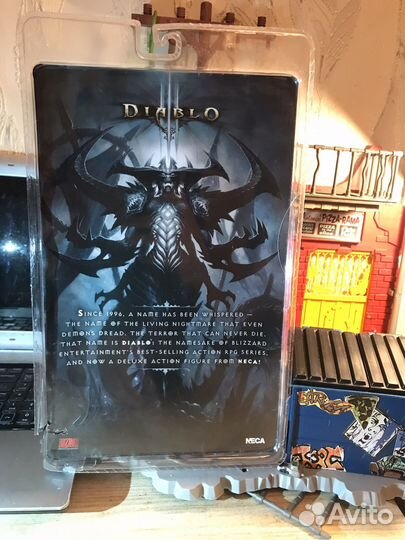 DIABLO
PIZZA-RAMA
SINCE 1996, A NAME HAS BEEN WHISPERED —
THE NAME OF THE LIVING NIGHTMARE THAT EVEN
DEMONS DREAD. THE TERROR THAT CAN NEVER DIE.
THAT NAME IS DIABLO: THE NAMESAKE OF BLIZZARD
ENTERTAINMENT'S BEST-SELLING ACTION RPG SERIES,
AND NOW A DELUXE ACTION FIGURE FROM NECA!
NECA
Avito